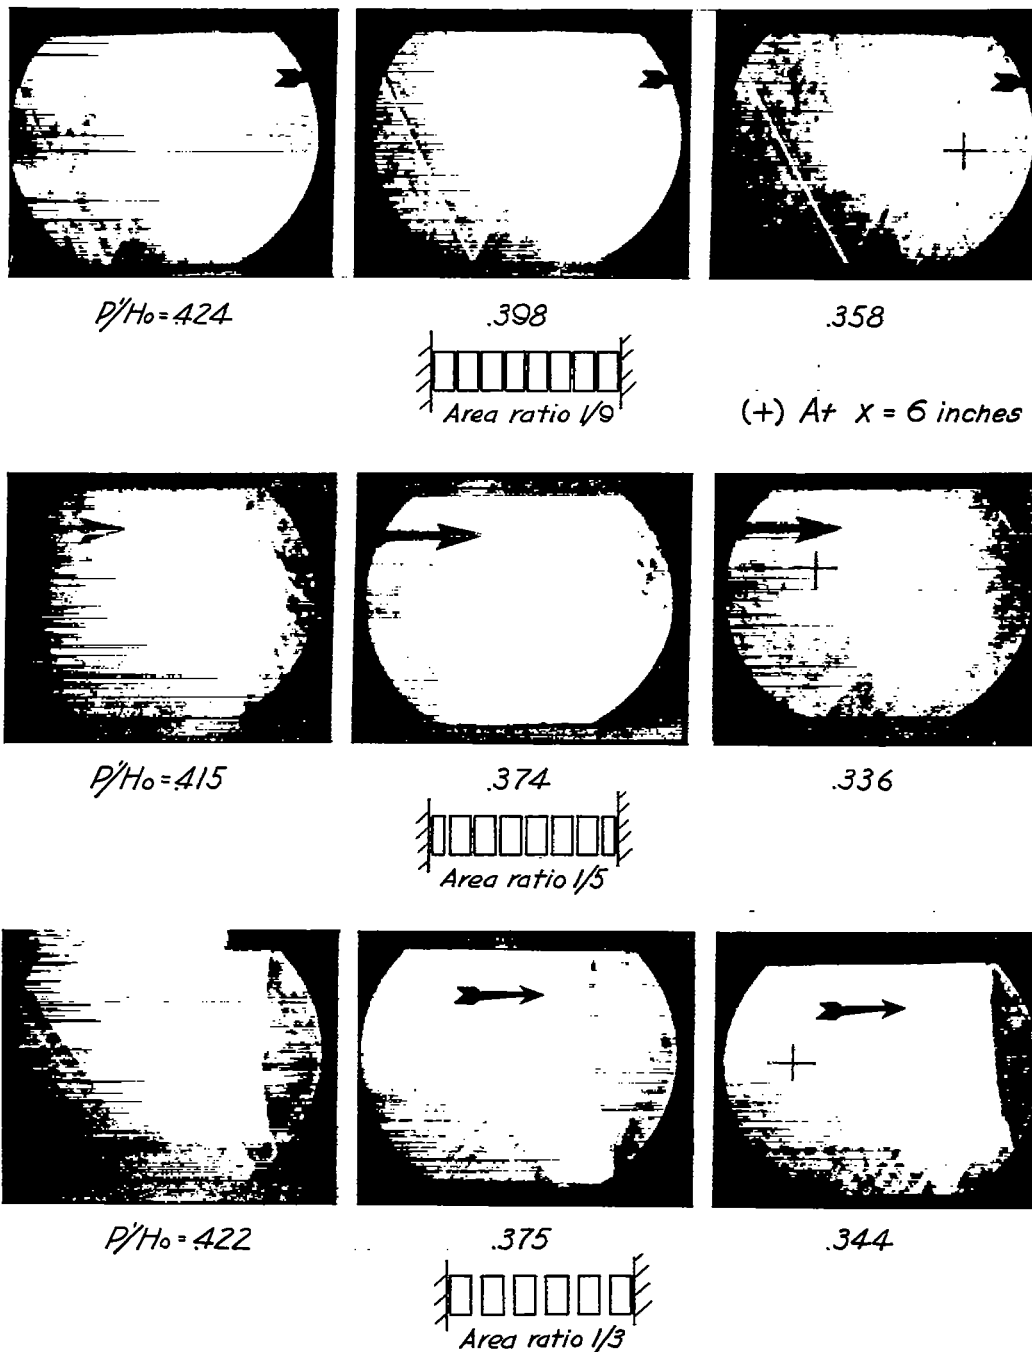 P'/H₀=.424 .398 .358
Area ratio 1/9
(+) At x = 6 inches
P'/H₀=.415 .374 .336
Area ratio 1/5
P'/H₀=.422 .375 .344
Area ratio 1/3